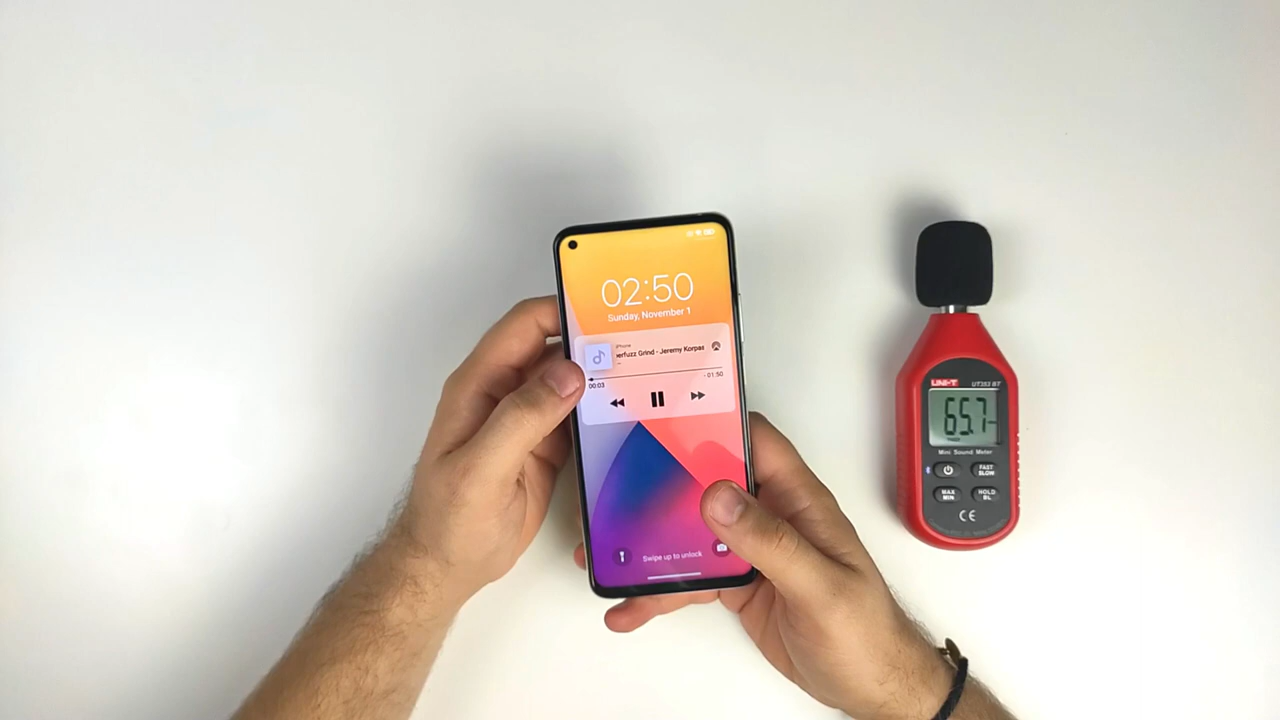 02:50
Sunday, November 1
iPhone
erfuzz Grind - Jeremy Korpas
00:03
- 01:50
Swipe up to unlock
UNI-T
UT353 BT
65.7
Mini Sound Meter
FAST
SLOW
MAX
MIN
HOLD
BL
CE